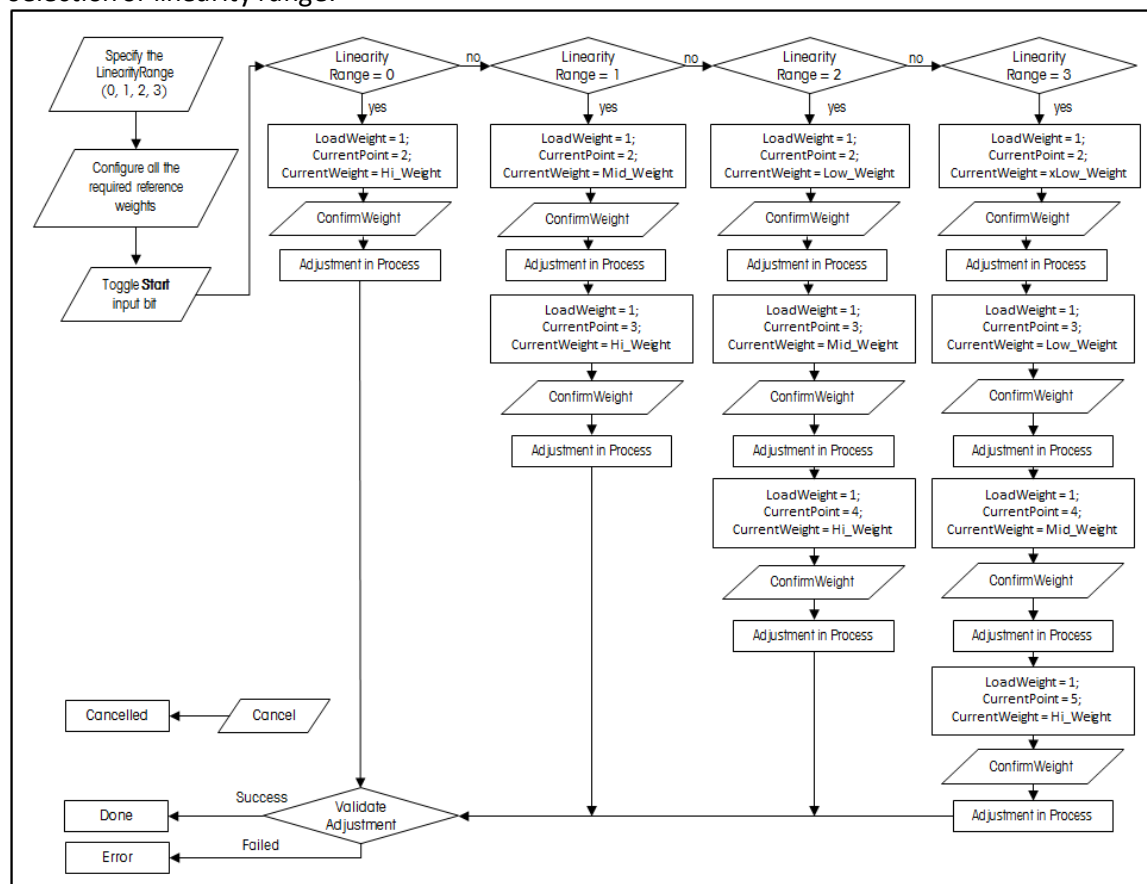 selection of linearity range.
Specify the
LinearityRange
(0, 1, 2, 3)
Configure all the
required reference
weights
Toggle Start
input bit
Linearity
Range = 0
no
yes
LoadWeight = 1;
CurrentPoint = 2;
CurrentWeight = Hi_Weight
ConfirmWeight
Adjustment in Process
Linearity
Range = 1
no
yes
LoadWeight = 1;
CurrentPoint = 2;
CurrentWeight = Mid_Weight
ConfirmWeight
Adjustment in Process
LoadWeight = 1;
CurrentPoint = 3;
CurrentWeight = Hi_Weight
ConfirmWeight
Adjustment in Process
Linearity
Range = 2
no
yes
LoadWeight = 1;
CurrentPoint = 2;
CurrentWeight = Low_Weight
ConfirmWeight
Adjustment in Process
LoadWeight = 1;
CurrentPoint = 3;
CurrentWeight = Mid_Weight
ConfirmWeight
Adjustment in Process
LoadWeight = 1;
CurrentPoint = 4;
CurrentWeight = Hi_Weight
ConfirmWeight
Adjustment in Process
Linearity
Range = 3
yes
LoadWeight = 1;
CurrentPoint = 2;
CurrentWeight = xLow_Weight
ConfirmWeight
Adjustment in Process
LoadWeight = 1;
CurrentPoint = 3;
CurrentWeight = Low_Weight
ConfirmWeight
Adjustment in Process
LoadWeight = 1;
CurrentPoint = 4;
CurrentWeight = Mid_Weight
ConfirmWeight
Adjustment in Process
LoadWeight = 1;
CurrentPoint = 5;
CurrentWeight = Hi_Weight
ConfirmWeight
Adjustment in Process
Cancelled
Cancel
Validate
Adjustment
Success
Done
Failed
Error